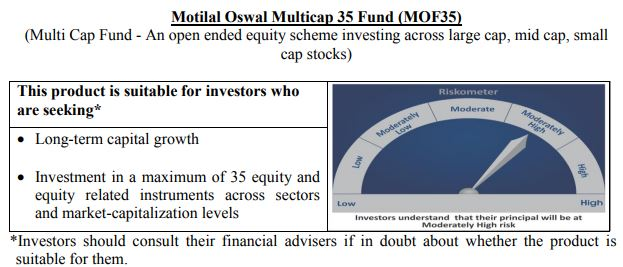 Motilal Oswal Multicap 35 Fund (MOF35)
(Multi Cap Fund - An open ended equity scheme investing across large cap, mid cap, small
cap stocks)
This product is suitable for investors who
are seeking*
• Long-term capital growth
• Investment in a maximum of 35 equity and
equity related instruments across sectors
and market-capitalization levels
Riskometer
Low
Moderately
Low
Moderate
Moderately
High
High
Low
High
Investors understand that their principal will be at
Moderately High risk
*Investors should consult their financial advisers if in doubt about whether the product is
suitable for them.